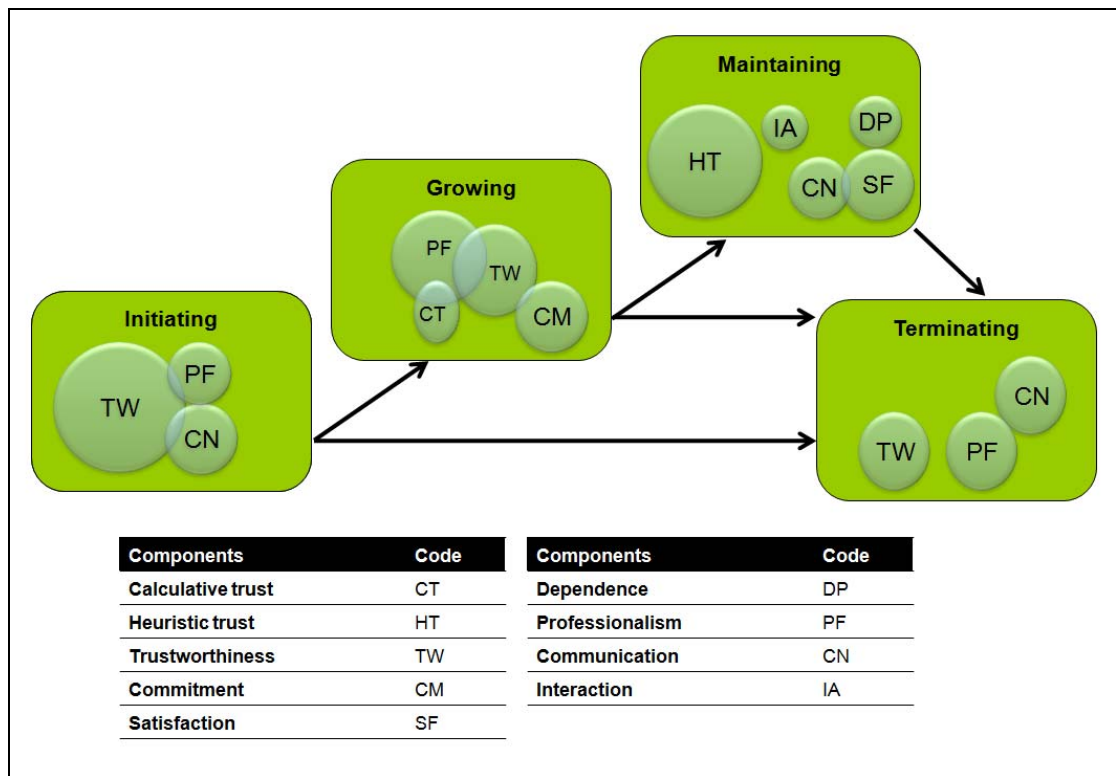 Maintaining
IA
DP
HT
CN
SF
Growing
PF
TW
CT
CM
Initiating
PF
TW
CN
Terminating
CN
TW
PF
Components Code
Calculative trust CT
Heuristic trust HT
Trustworthiness TW
Commitment CM
Satisfaction SF
Components Code
Dependence DP
Professionalism PF
Communication CN
Interaction IA